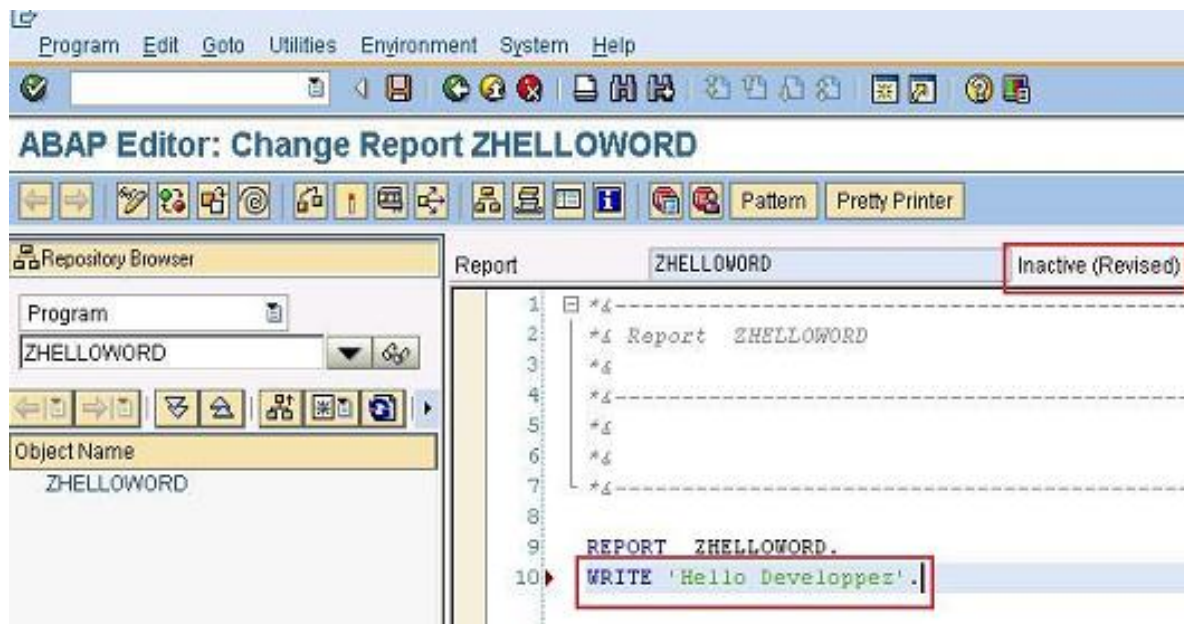 Program Edit Goto Utilities Environment System Help
ABAP Editor: Change Report ZHELLOWORD
Pattern Pretty Printer
Repository Browser
Program
ZHELLOWORD
Object Name
ZHELLOWORD
Report ZHELLOWORD Inactive (Revised)
1 *&---------------------------------------------
2 *& Report ZHELLOWORD
3 *&
4 *&---------------------------------------------
5 *&
6 *&
7 *&---------------------------------------------
8
9 REPORT ZHELLOWORD.
10 WRITE 'Hello Developpez'.